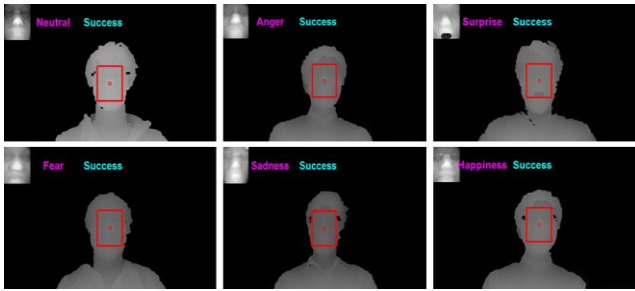 Neutral Success
Anger Success
Surprise Success
Fear Success
Sadness Success
Happiness Success